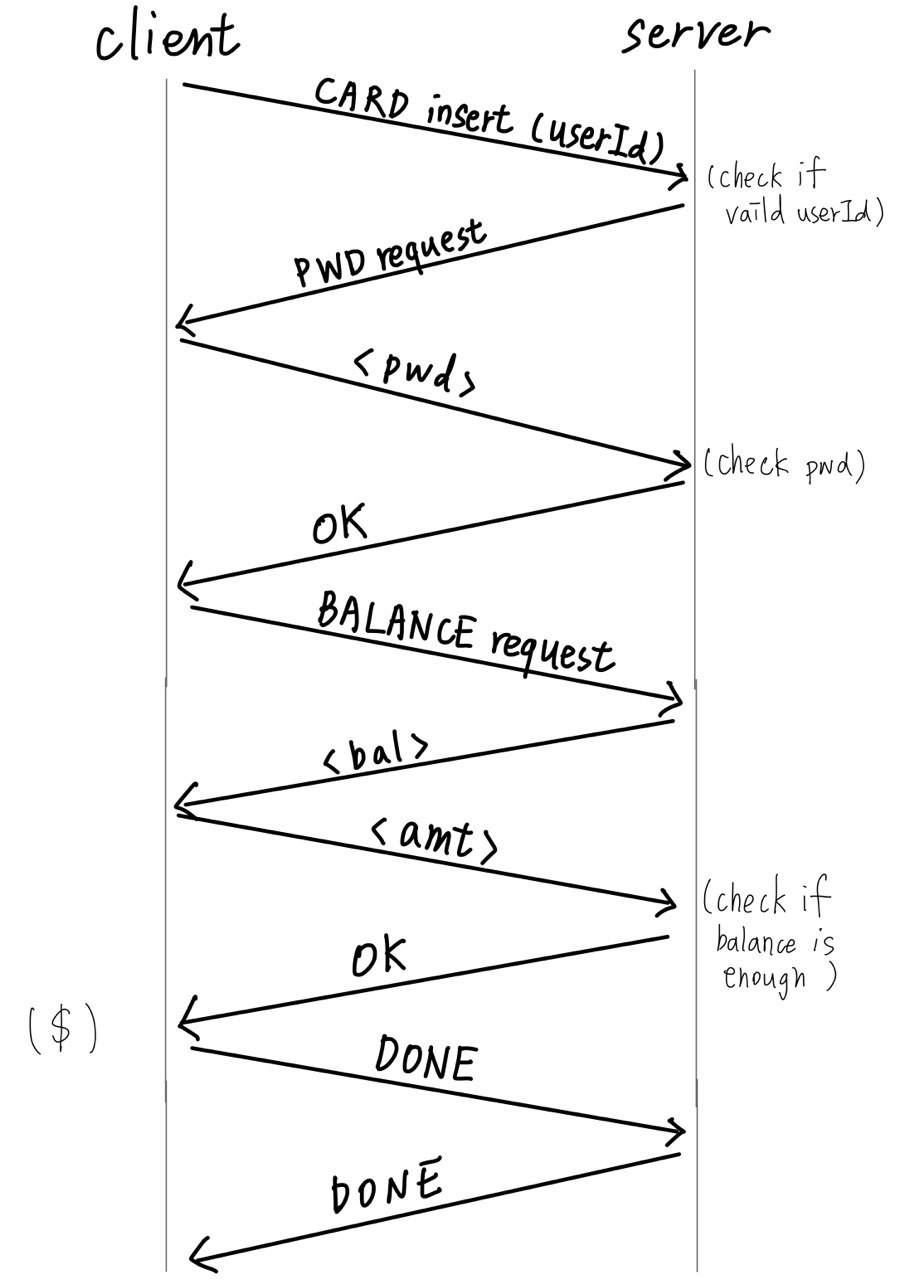 client
server
CARD insert (userId)
(check if
vaild userId)
PWD request
<pwd>
(check pwd)
OK
BALANCE request
<bal>
<amt>
(check if
balance is
enough)
OK
($)
DONE
DONE